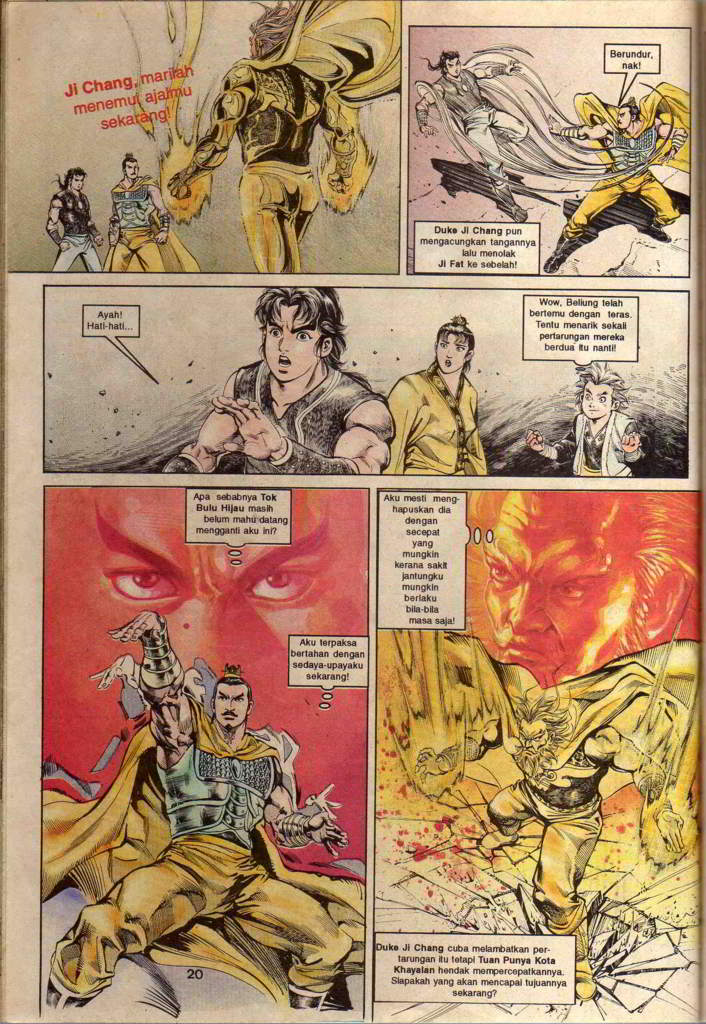 Ji Chang, marilah
menemui ajalmu
sekarang!
Berundur,
nak!
Duke Ji Chang pun
mengacungkan tangannya
lalu menolak
Ji Fat ke sebelah!
Ayah!
Hati-hati...
Wow, Beliung telah
bertemu dengan teras.
Tentu menarik sekali
pertarungan mereka
berdua itu nanti!
Apa sebabnya Tok
Bulu Hijau masih
belum mahu datang
mengganti aku ini?
Aku terpaksa
bertahan dengan
sedaya-upayaku
sekarang!
Aku mesti meng-
hapuskan dia
dengan
secepat
yang
mungkin
kerana sakit
jantungku
mungkin
berlaku
bila-bila
masa saja!
Duke Ji Chang cuba melambatkan per-
tarungan itu tetapi Tuan Punya Kota
Khayalan hendak mempercepatkannya.
Siapakah yang akan mencapai tujuannya
sekarang?
20